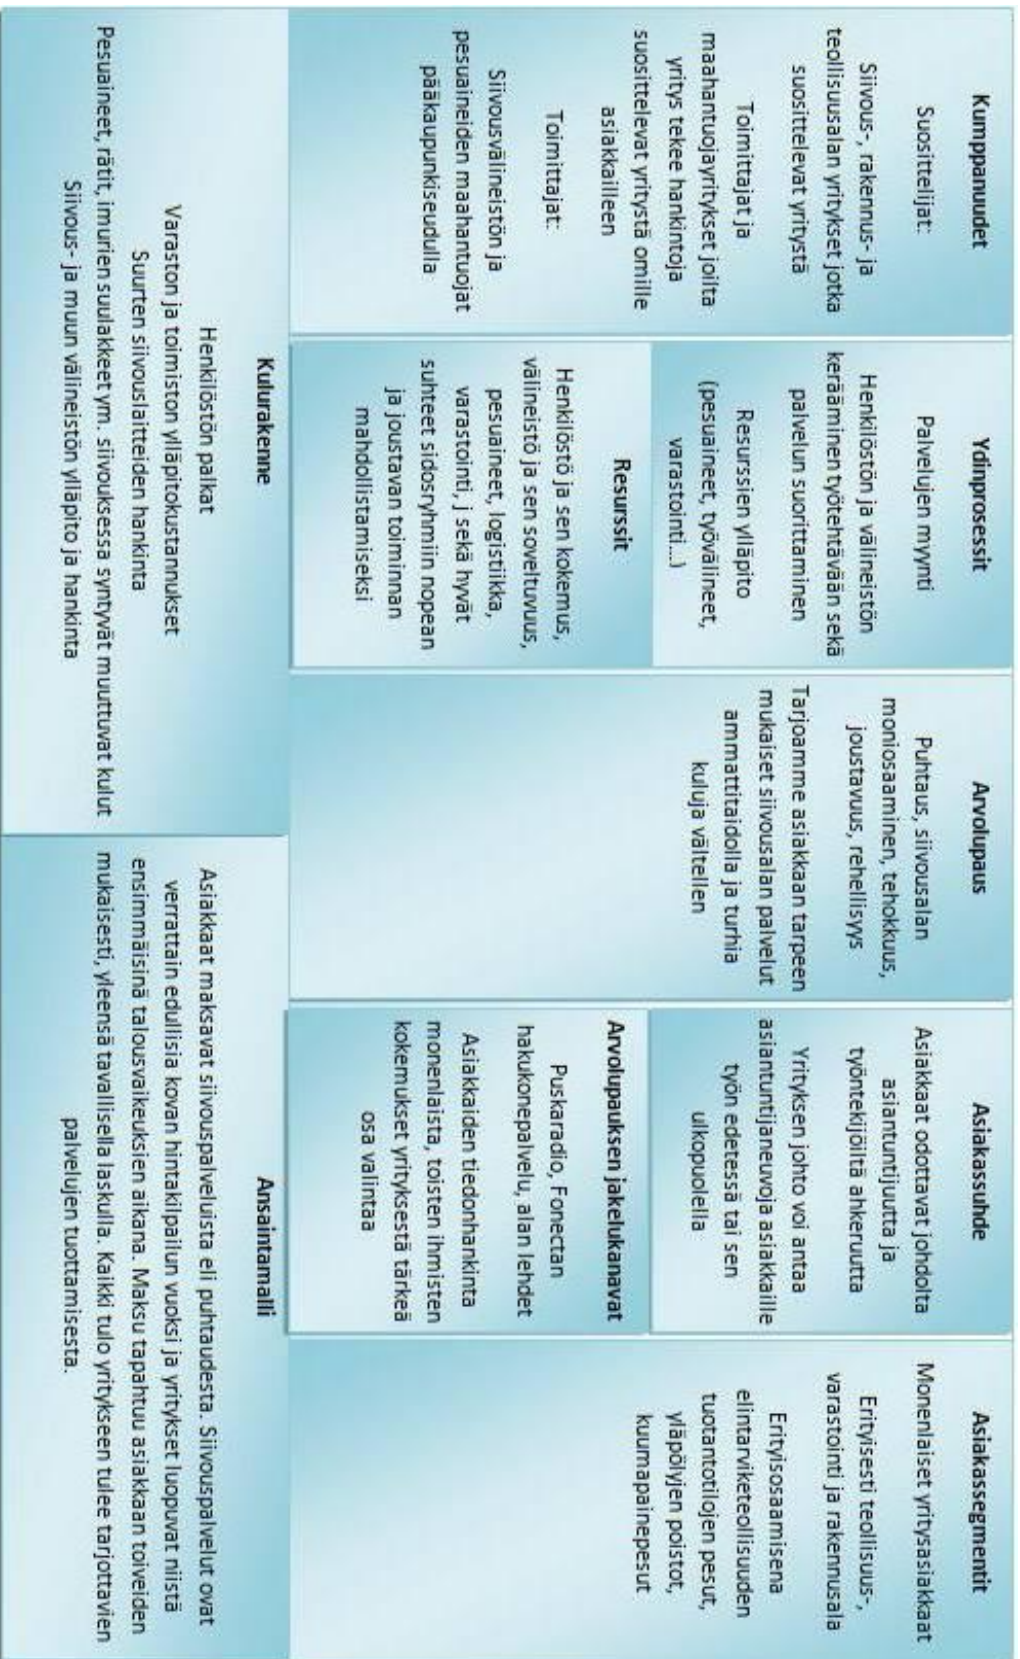 Kumppanuudet
Suosittelijat:
Siivous-, rakennus- ja
teollisuusalan yritykset jotka
suosittelevat yritystä
Toimittajat ja
maahantuojayritykset joilta
yritys tekee hankintoja
suosittelevat yritystä omille
asiakkailleen
Toimittajat:
Siivousvälineistön ja
pesuaineiden maahantuojat
pääkaupunkiseudulla
Ydinprosessit
Palvelujen myynti
Henkilöstön ja välineistön
kerääminen työtehtävään sekä
palvelun suorittaminen
Resurssien ylläpito
(pesuaineet, työvälineet,
varastointi...)
Resurssit
Henkilöstö ja sen kokemus,
välineistö ja sen soveltuvuus,
pesuaineet, logistiikka,
varastointi, j sekä hyvät
suhteet sidosryhmiin nopean
ja joustavan toiminnan
mahdollistamiseksi
Arvolupaus
Puhtaus, siivousalan
moniosaaminen, tehokkuus,
joustavuus, rehellisyys
Tarjoamme asiakkaan tarpeen
mukaiset siivousalan palvelut
ammattitaidolla ja turhia
kuluja vältellen
Asiakassuhde
Asiakkaat odottavat johdolta
asiantuntijuutta ja
työntekijöiltä ahkeruutta
Yrityksen johto voi antaa
asiantuntijaneuvoja asiakkaille
työn edetessä tai sen
ulkopuolella
Arvolupauksen jakelukanavat
Puskaradio, Fonectan
hakukonepalvelu, alan lehdet
Asiakkaiden tiedonhankinta
monenlaista, toisten ihmisten
kokemukset yrityksestä tärkeä
osa valintaa
Asiakassegmentit
Monenlaiset yritysasiakkaat
Erityisesti teollisuus-,
varastointi ja rakennusala
Erityisosaamisena
elintarviketeollisuuden
tuotantotilojen pesut,
yläpölyjen poistot,
kuumapainepesut
Kulurakenne
Henkilöstön palkat
Varaston ja toimiston ylläpitokustannukset
Suurten siivouslaitteiden hankinta
Pesuaineet, rätit, imurien suulakkeet ym. siivouksessa syntyvät muuttuvat kulut
Siivous- ja muun välineistön ylläpito ja hankinta
Ansaintamalli
Asiakkaat maksavat siivouspalveluista eli puhtaudesta. Siivouspalvelut ovat
verrattain edullisia kovan hintakilpailun vuoksi ja yritykset luopuvat niistä
ensimmäisinä talousvaikeuksien aikana. Maksu tapahtuu asiakkaan toiveiden
mukaisesti, yleensä tavallisella laskulla. Kaikki tulo yritykseen tulee tarjottavien
palvelujen tuottamisesta.